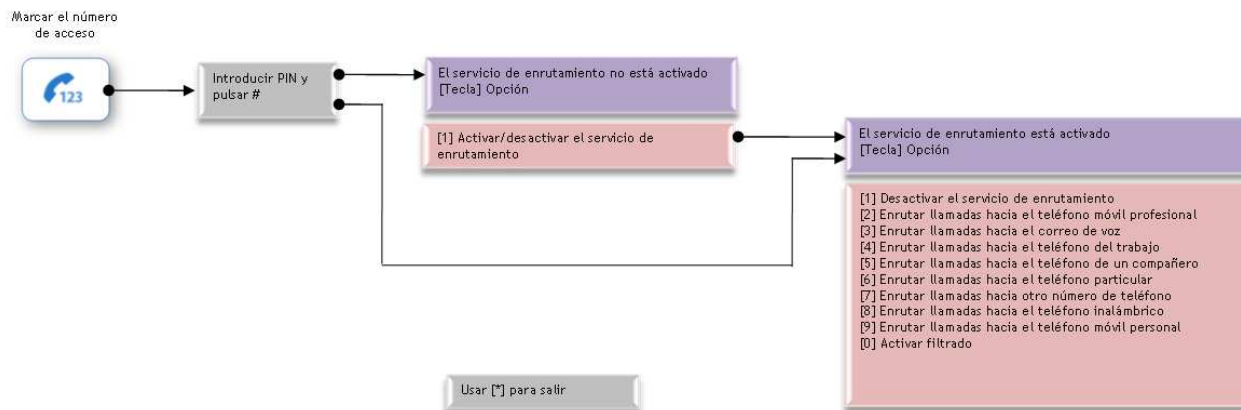 Marcar el número
de acceso
123
Introducir PIN y
pulsar #
El servicio de enrutamiento no está activado
[Tecla] Opción
[1] Activar/desactivar el servicio de
enrutamiento
El servicio de enrutamiento está activado
[Tecla] Opción
[1] Desactivar el servicio de enrutamiento
[2] Enrutar llamadas hacia el teléfono móvil profesional
[3] Enrutar llamadas hacia el correo de voz
[4] Enrutar llamadas hacia el teléfono del trabajo
[5] Enrutar llamadas hacia el teléfono de un compañero
[6] Enrutar llamadas hacia el teléfono particular
[7] Enrutar llamadas hacia otro número de teléfono
[8] Enrutar llamadas hacia el teléfono inalámbrico
[9] Enrutar llamadas hacia el teléfono móvil personal
[0] Activar filtrado
Usar [*] para salir